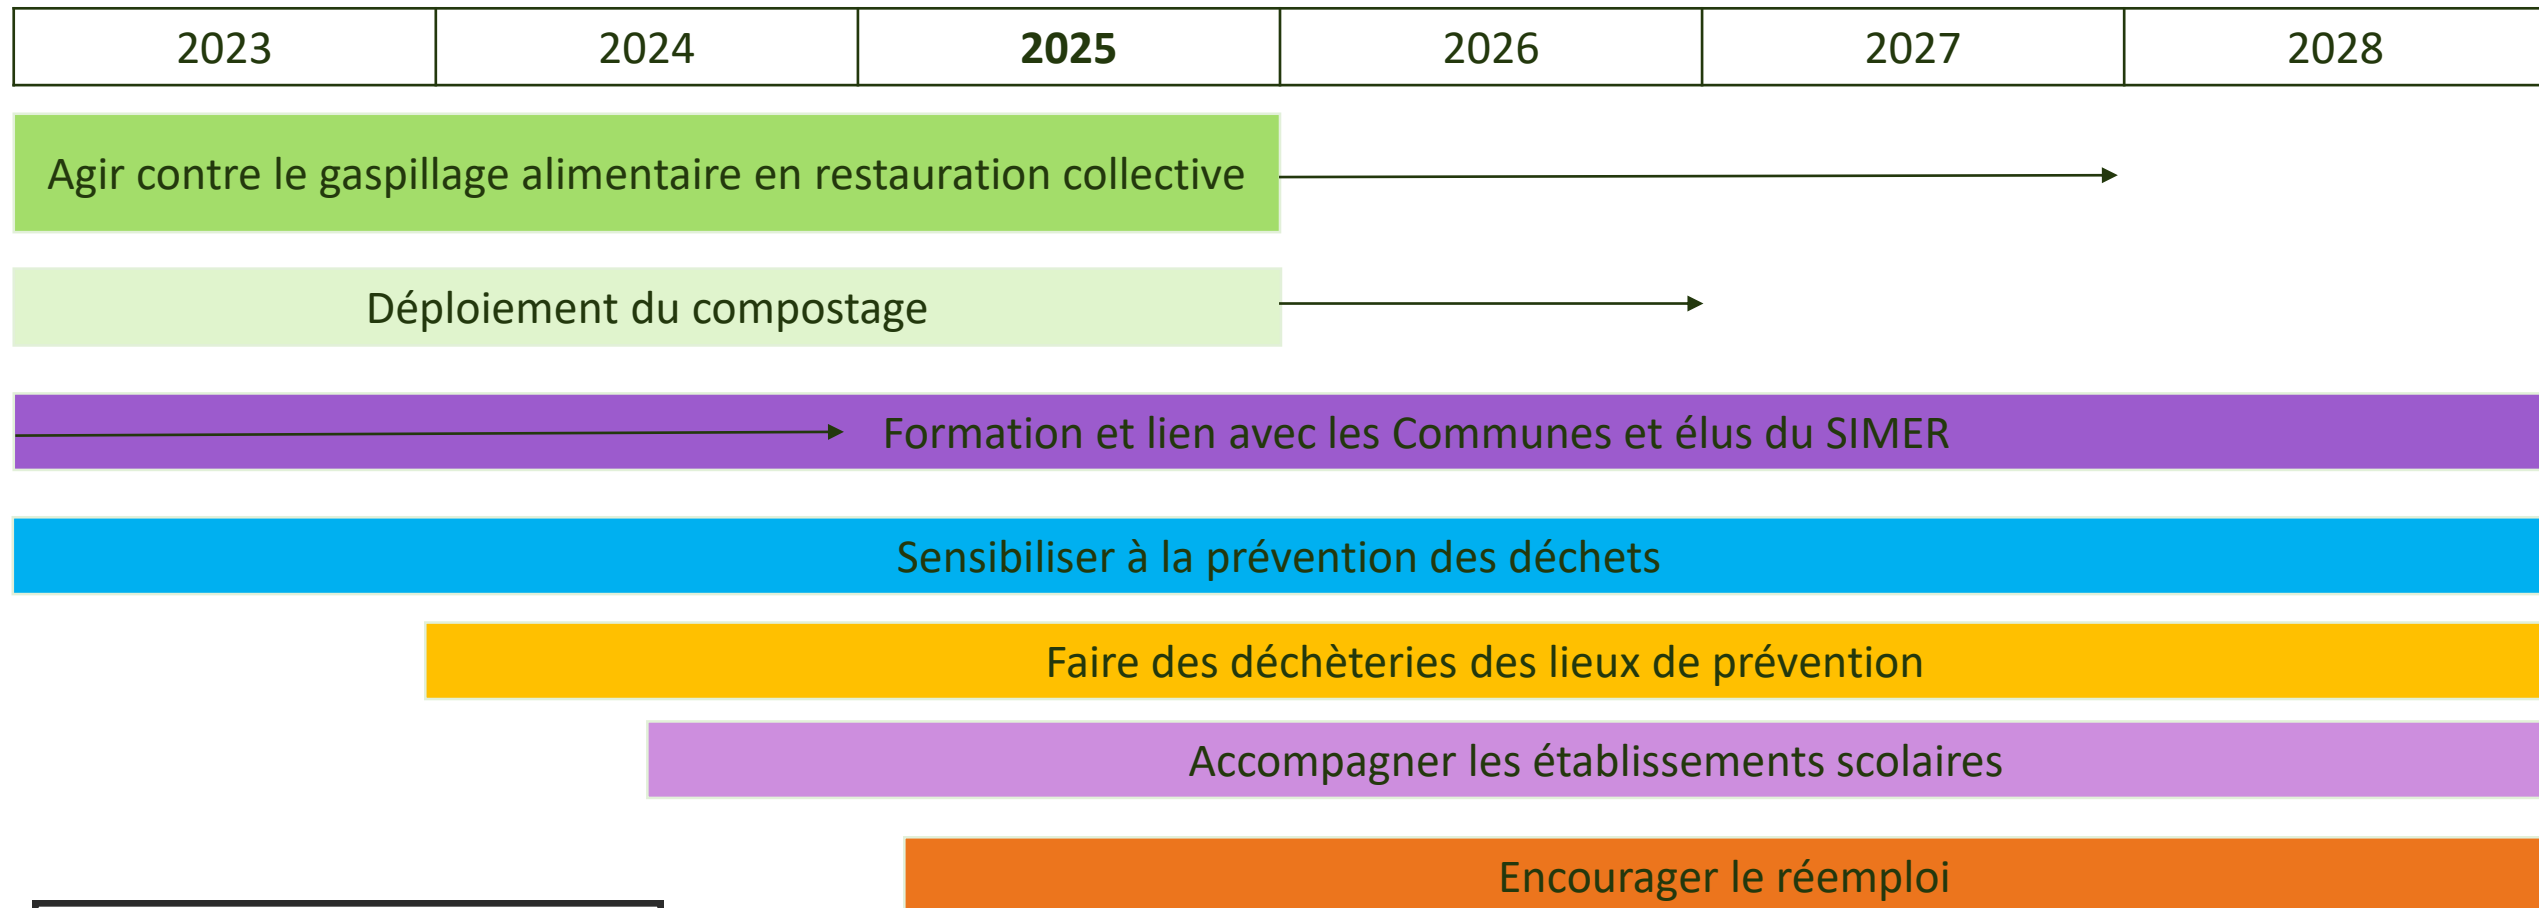 2023 2024 2025 2026 2027 2028
Agir contre le gaspillage alimentaire en restauration collective
Déploiement du compostage
Formation et lien avec les Communes et élus du SIMER
Sensibiliser à la prévention des déchets
Faire des déchèteries des lieux de prévention
Accompagner les établissements scolaires
Encourager le réemploi